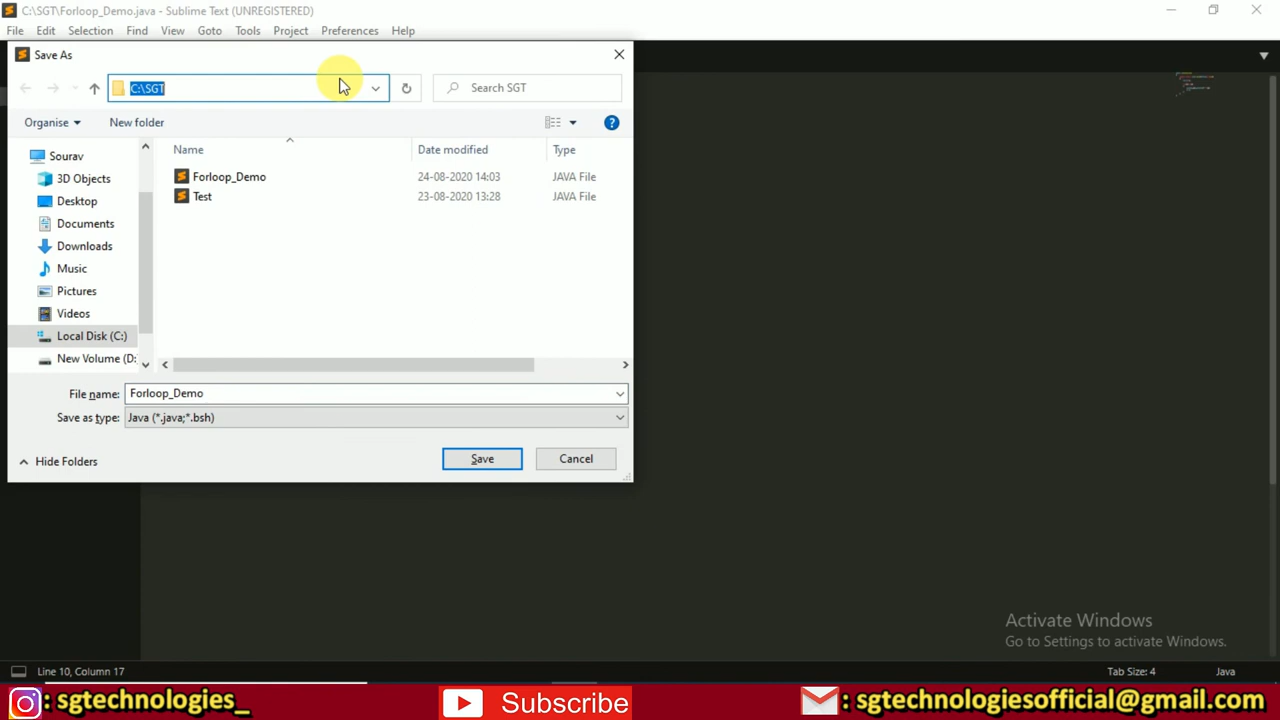 C:\SGT\Forloop_Demo.java - Sublime Text (UNREGISTERED)
File Edit Selection Find View Goto Tools Project Preferences Help
Save As
C:\SGT
Search SGT
Organise New folder
Name Date modified Type
Sourav
3D Objects
Desktop
Documents
Downloads
Music
Pictures
Videos
Local Disk (C:)
New Volume (D:
Forloop_Demo 24-08-2020 14:03 JAVA File
Test 23-08-2020 13:28 JAVA File
File name: Forloop_Demo
Save as type: Java (*.java;*.bsh)
Hide Folders
Save Cancel
Activate Windows
Go to Settings to activate Windows.
Line 10, Column 17 Tab Size: 4 Java
: sgtechnologies_ Subscribe : sgtechnologiesofficial@gmail.com